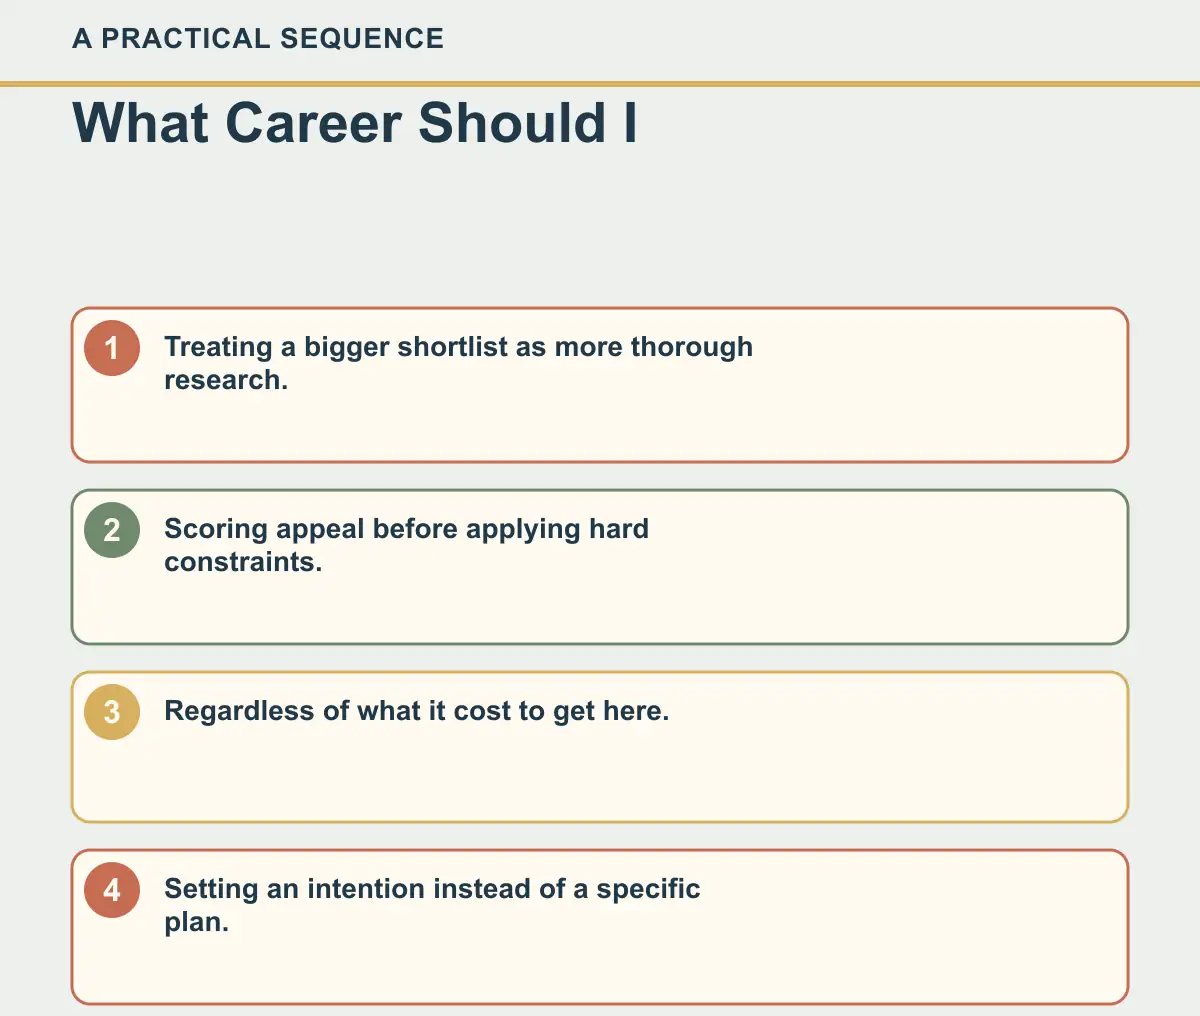 A PRACTICAL SEQUENCE
What Career Should I
1
Treating a bigger shortlist as more thorough
research.
2
Scoring appeal before applying hard
constraints.
3
Regardless of what it cost to get here.
4
Setting an intention instead of a specific
plan.